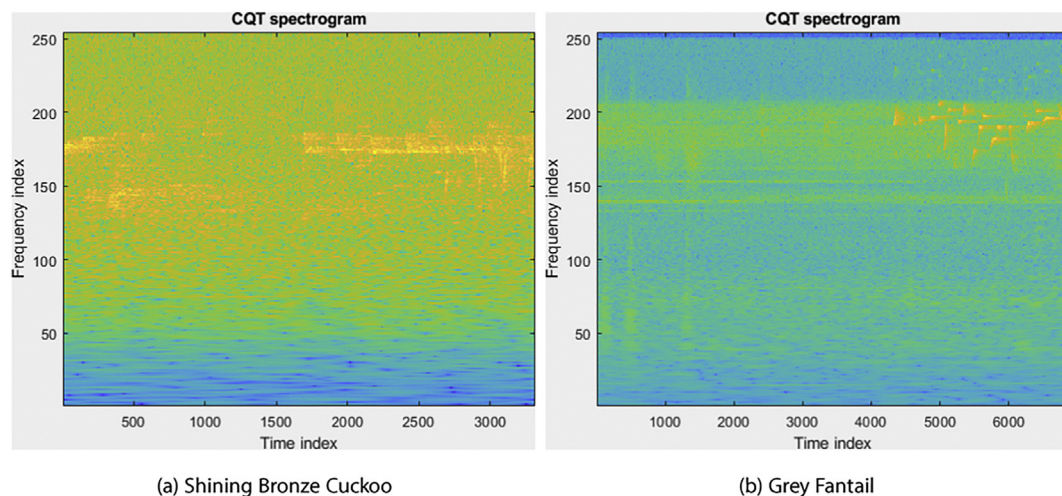 CQT spectrogram
250
200
150
100
50
Frequency index
500 1000 1500 2000 2500 3000
Time index
(a) Shining Bronze Cuckoo
CQT spectrogram
250
200
150
100
50
Frequency index
1000 2000 3000 4000 5000 6000
Time index
(b) Grey Fantail